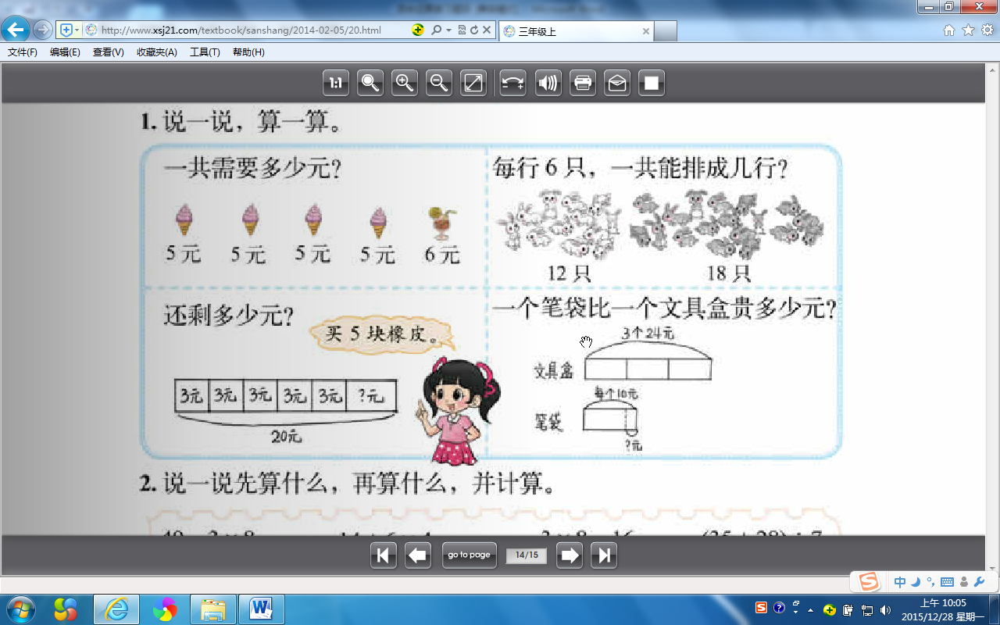 http://www.xsj21.com/textbook/sanshang/2014-02-05/20.html
三年级上
文件(F) 编辑(E) 查看(V) 收藏夹(A) 工具(T) 帮助(H)
1:1
1. 说一说，算一算。
一共需要多少元?
5 元 5 元 5 元 5 元 6 元
每行 6 只，一共能排成几行?
12 只 18 只
还剩多少元?
买 5 块橡皮。
3元 3元 3元 3元 3元 ?元
20元
一个笔袋比一个文具盒贵多少元?
3个24元
文具盒
每个10元
笔袋
?元
2. 说一说先算什么，再算什么，并计算。
go to page
14/15
中
上午 10:05
2015/12/28 星期一